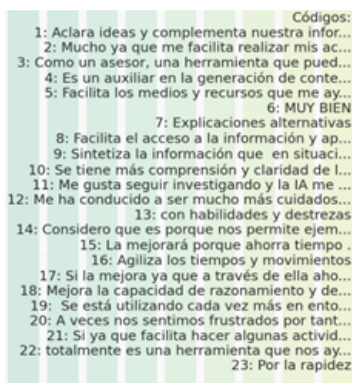 Códigos:
1: Aclara ideas y complementa nuestra infor...
2: Mucho ya que me facilita realizar mis ac...
3: Como un asesor, una herramienta que pued...
4: Es un auxiliar en la generación de conte...
5: Facilita los medios y recursos que me ay...
6: MUY BIEN
7: Explicaciones alternativas
8: Facilita el acceso a la información y ap...
9: Sintetiza la información que  en situaci...
10: Se tiene más comprensión y claridad de l...
11: Me gusta seguir investigando y la IA me ...
12: Me ha conducido a ser mucho más cuidados...
13: con habilidades y destrezas
14: Considero que es porque nos permite ejem...
15: La mejorará porque ahorra tiempo .
16: Agiliza los tiempos y movimientos
17: Si la mejora ya que a través de ella aho...
18: Mejora la capacidad de razonamiento y de...
19:  Se está utilizando cada vez más en ento...
20: A veces nos sentimos frustrados por tant...
21: Si ya que facilita hacer algunas activid...
22: totalmente es una herramienta que nos ay...
23: Por la rapidez